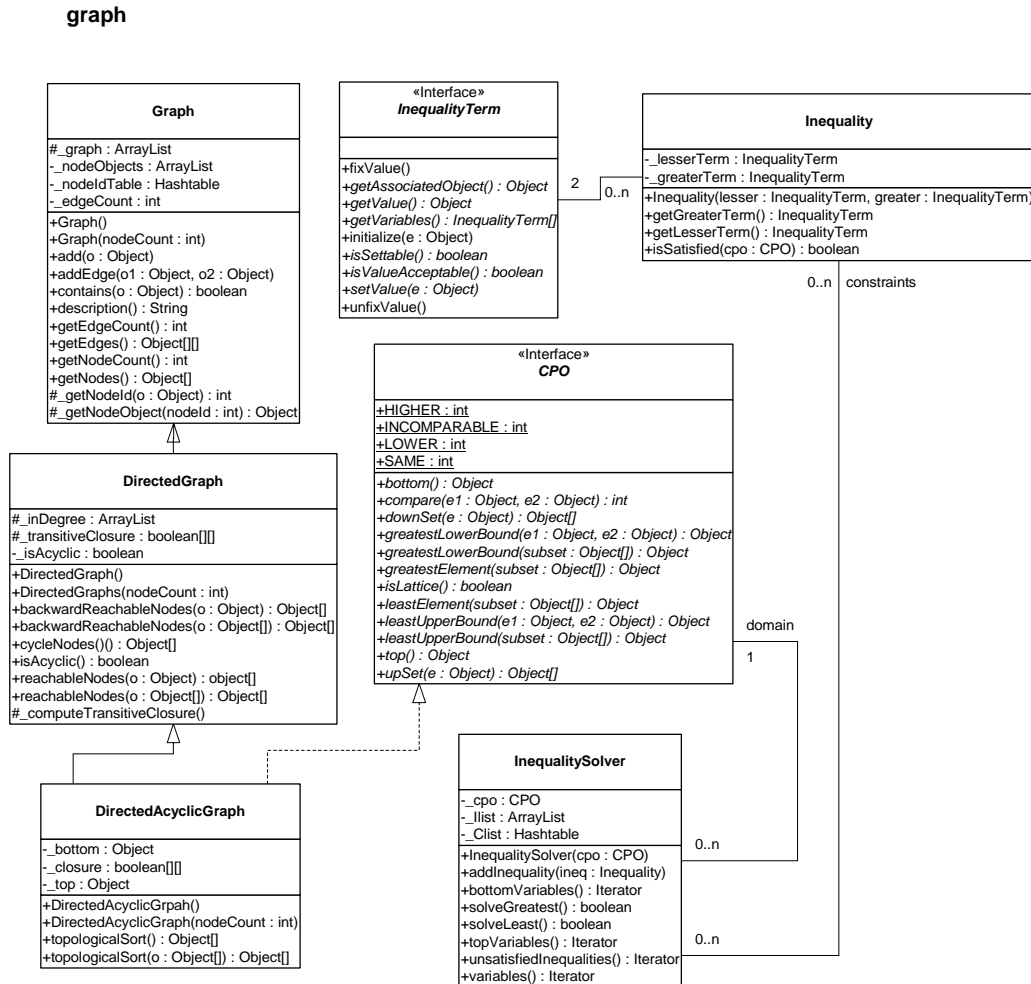 graph
Graph
#_graph : ArrayList
-_nodeObjects : ArrayList
-_nodeIdTable : Hashtable
-_edgeCount : int
+Graph()
+Graph(nodeCount : int)
+add(o : Object)
+addEdge(o1 : Object, o2 : Object)
+contains(o : Object) : boolean
+description() : String
+getEdgeCount() : int
+getEdges() : Object[][]
+getNodeCount() : int
+getNodes() : Object[]
#_getNodeId(o : Object) : int
#_getNodeObject(nodeId : int) : Object
«Interface»
InequalityTerm
+fixValue()
+getAssociatedObject() : Object
+getValue() : Object
+getVariables() : InequalityTerm[]
+initialize(e : Object)
+isSettable() : boolean
+isValueAcceptable() : boolean
+setValue(e : Object)
+unfixValue()
2
0..n
Inequality
-_lesserTerm : InequalityTerm
-_greaterTerm : InequalityTerm
+Inequality(lesser : InequalityTerm, greater : InequalityTerm)
+getGreaterTerm() : InequalityTerm
+getLesserTerm() : InequalityTerm
+isSatisfied(cpo : CPO) : boolean
0..n constraints
«Interface»
CPO
+HIGHER : int
+INCOMPARABLE : int
+LOWER : int
+SAME : int
+bottom() : Object
+compare(e1 : Object, e2 : Object) : int
+downSet(e : Object) : Object[]
+greatestLowerBound(e1 : Object, e2 : Object) : Object
+greatestLowerBound(subset : Object[]) : Object
+greatestElement(subset : Object[]) : Object
+isLattice() : boolean
+leastElement(subset : Object[]) : Object
+leastUpperBound(e1 : Object, e2 : Object) : Object
+leastUpperBound(subset : Object[]) : Object
+top() : Object
+upSet(e : Object) : Object[]
domain
1
DirectedGraph
#_inDegree : ArrayList
#_transitiveClosure : boolean[][]
-_isAcyclic : boolean
+DirectedGraph()
+DirectedGraphs(nodeCount : int)
+backwardReachableNodes(o : Object) : Object[]
+backwardReachableNodes(o : Object[]) : Object[]
+cycleNodes()() : Object[]
+isAcyclic() : boolean
+reachableNodes(o : Object) : object[]
+reachableNodes(o : Object[]) : Object[]
#_computeTransitiveClosure()
DirectedAcyclicGraph
-_bottom : Object
-_closure : boolean[][]
-_top : Object
+DirectedAcyclicGrpah()
+DirectedAcyclicGraph(nodeCount : int)
+topologicalSort() : Object[]
+topologicalSort(o : Object[]) : Object[]
InequalitySolver
-_cpo : CPO
-_Ilist : ArrayList
-_Clist : Hashtable
+InequalitySolver(cpo : CPO)
+addInequality(ineq : Inequality)
+bottomVariables() : Iterator
+solveGreatest() : boolean
+solveLeast() : boolean
+topVariables() : Iterator
+unsatisfiedInequalities() : Iterator
+variables() : Iterator
0..n
0..n